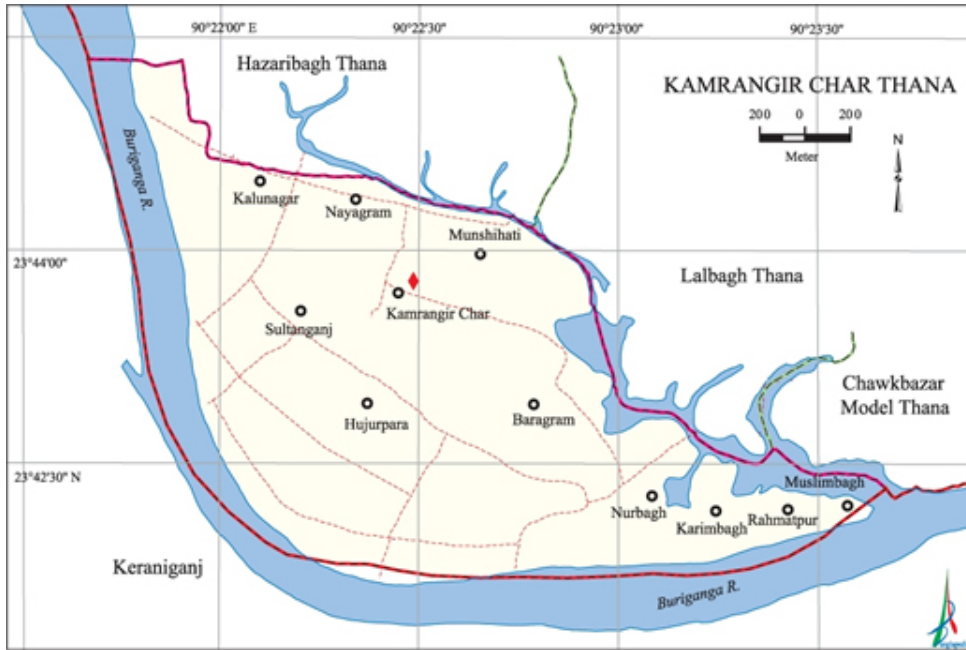 90°22'00" E
90°22'30"
90°23'00"
90°23'30"
Hazaribagh Thana
KAMRANGIR CHAR THANA
200 0 200
Meter
N
Buriganga R.
Kalunagar
Nayagram
Munshihati
23°44'00"
Lalbagh Thana
Kamrangir Char
Sultanganj
Chawkbazar
Model Thana
Hujurpara
Baragram
23°42'30" N
Muslimbagh
Nurbagh
Karimbagh
Rahmatpur
Keraniganj
Buriganga R.